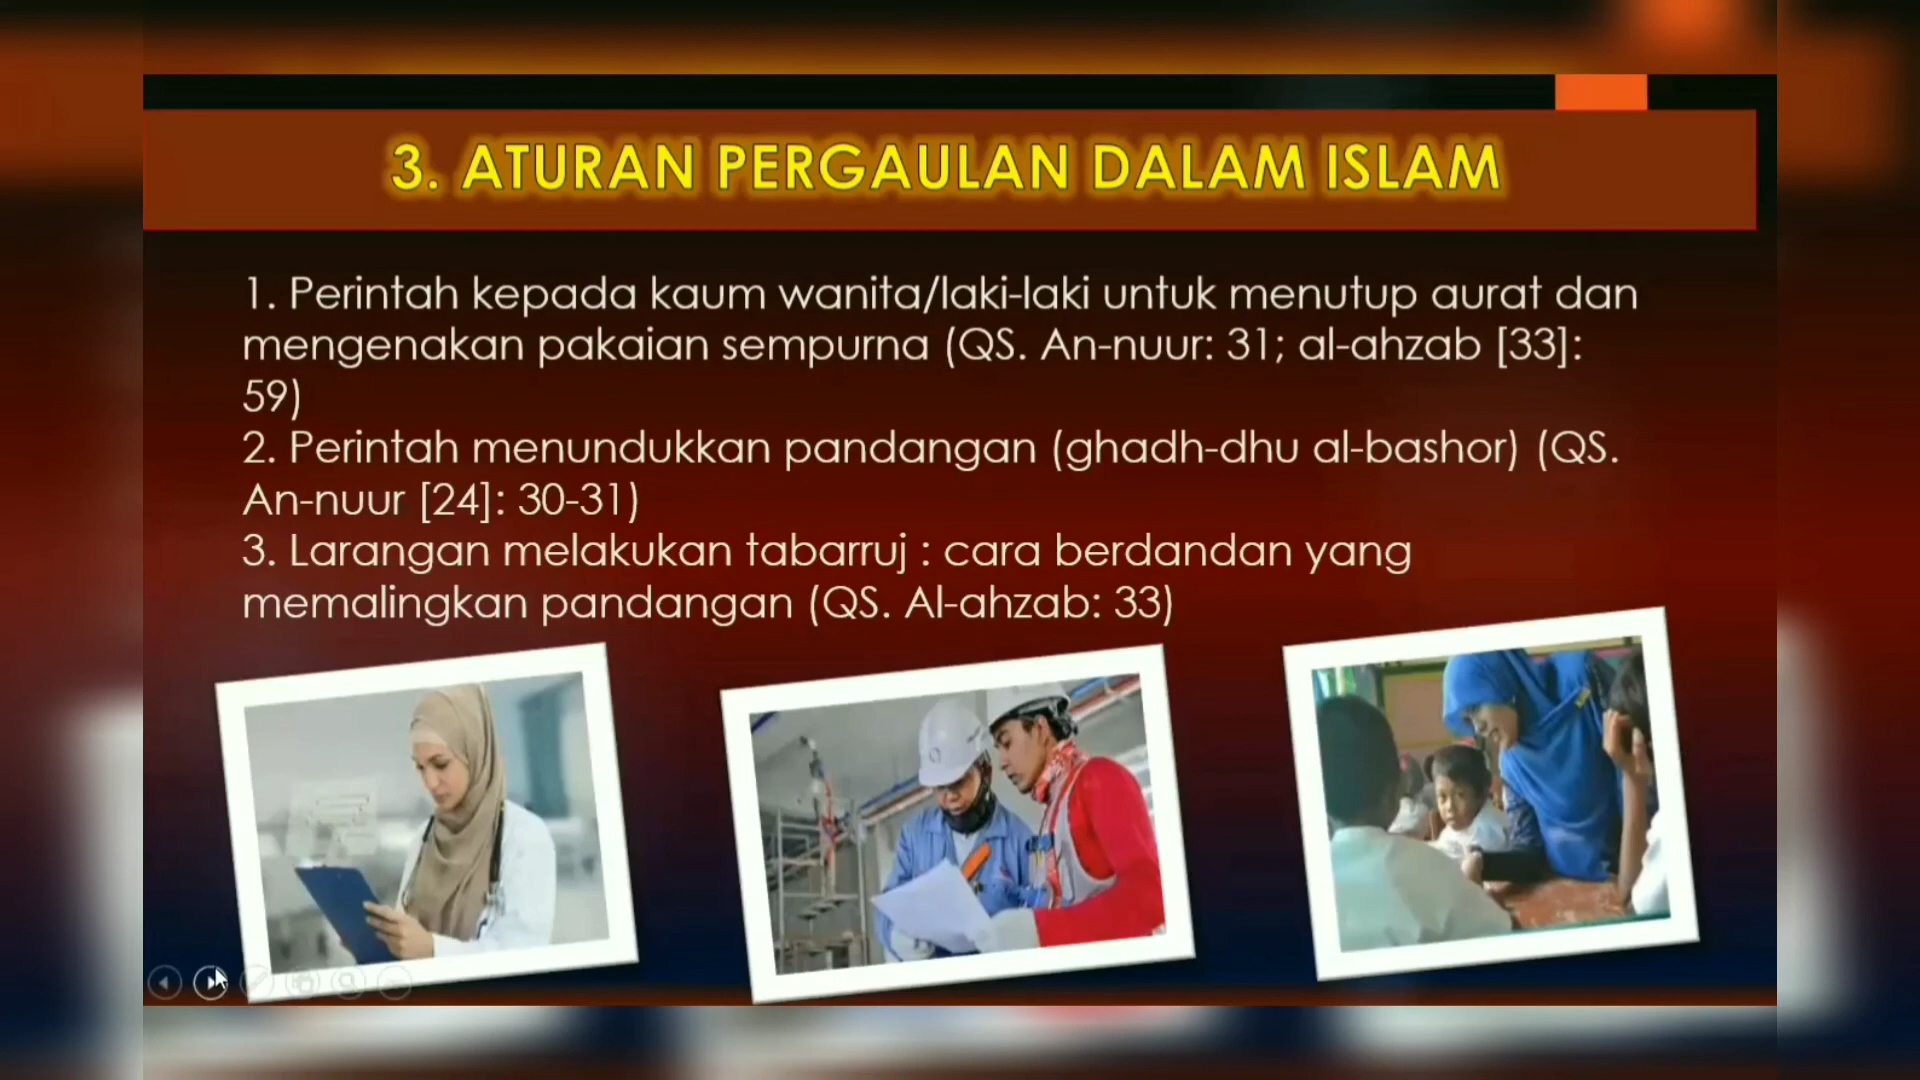 3. ATURAN PERGAULAN DALAM ISLAM
1. Perintah kepada kaum wanita/laki-laki untuk menutup aurat dan
mengenakan pakaian sempurna (QS. An-nuur: 31; al-ahzab [33]:
59)
2. Perintah menundukkan pandangan (ghadh-dhu al-bashor) (QS.
An-nuur [24]: 30-31)
3. Larangan melakukan tabarruj : cara berdandan yang
memalingkan pandangan (QS. Al-ahzab: 33)